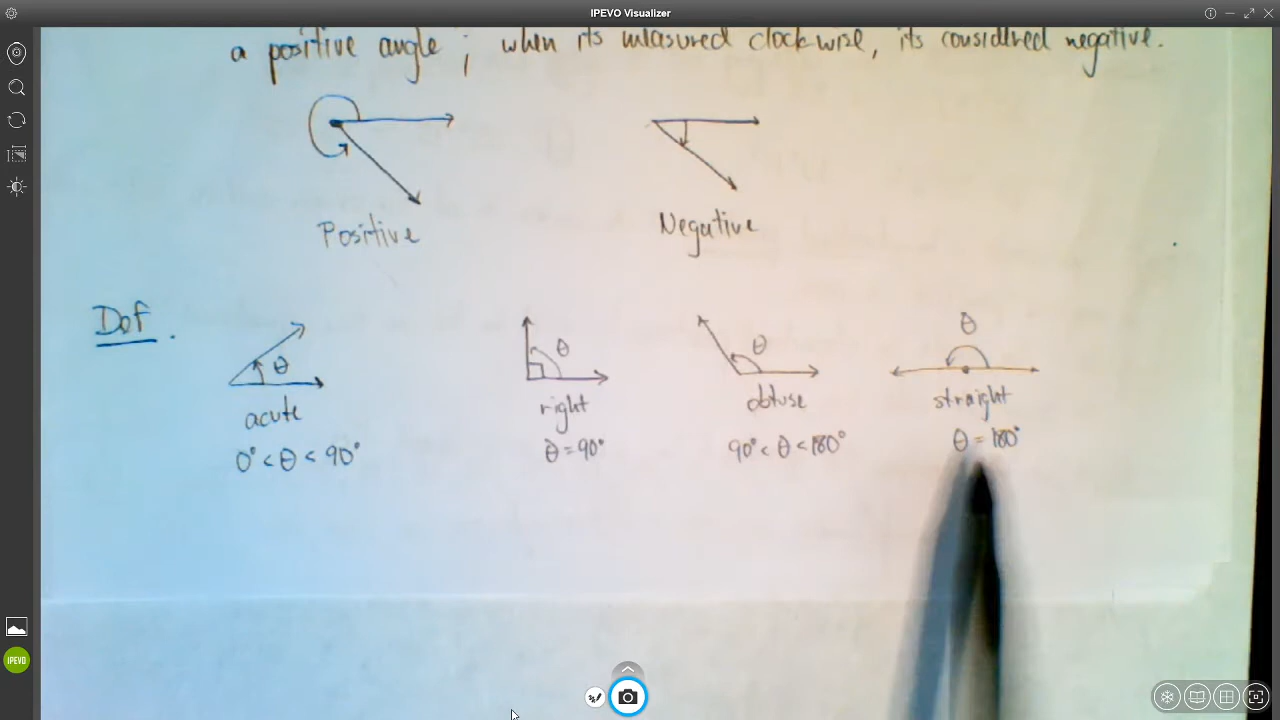 IPEVO Visualizer
a positive angle ; when its measured clockwise, its considered negative.
Positive
Negative
Def.
θ
θ
θ
θ
acute
right
obtuse
straight
0° < θ < 90°
θ = 90°
90° < θ < 180°
θ = 180°
IPEVO